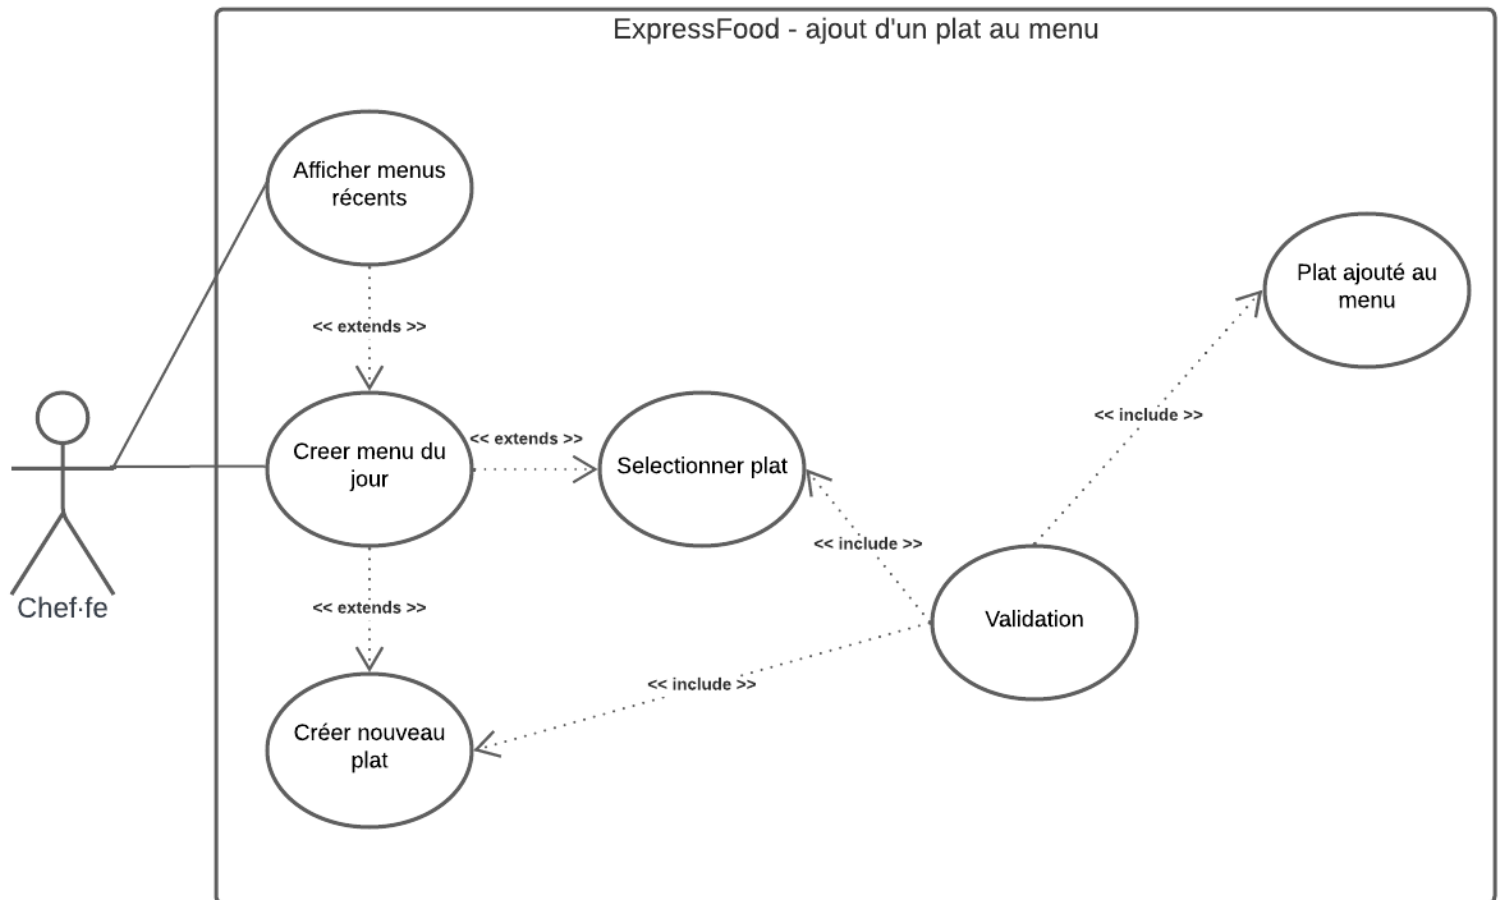 ExpressFood - ajout d'un plat au menu
Afficher menus
récents
Plat ajouté au
menu
<< extends >>
<< include >>
<< extends >>
Creer menu du
jour
Selectionner plat
<< include >>
<< extends >>
Chef·fe
Validation
<< include >>
Créer nouveau
plat